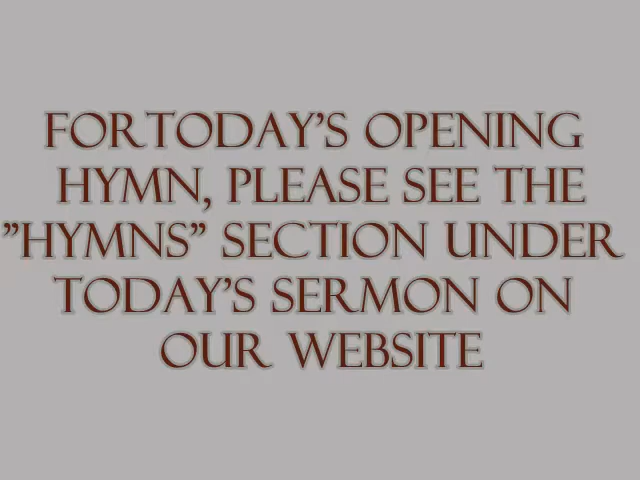 FORTODAY'S OPENING
HYMN, PLEASE SEE THE
"HYMNS" SECTION UNDER
TODAY'S SERMON ON
OUR WEBSITE